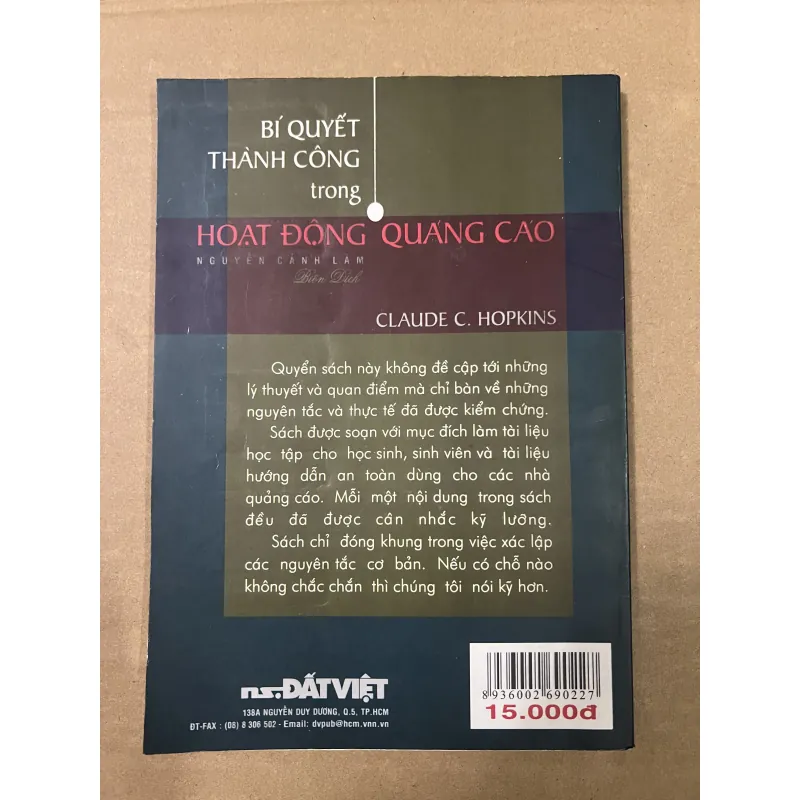 BÍ QUYẾT
THÀNH CÔNG
trong
HOẠT ĐỘNG QUẢNG CÁO
NGUYỄN CẢNH LÂM
Biên Dịch
CLAUDE C. HOPKINS
Quyển sách này không đề cập tới những
lý thuyết và quan điểm mà chỉ bàn về những
nguyên tắc và thực tế đã được kiểm chứng.
Sách được soạn với mục đích làm tài liệu
học tập cho học sinh, sinh viên và tài liệu
hướng dẫn an toàn dùng cho các nhà
quảng cáo. Mỗi một nội dung trong sách
đều đã được cân nhắc kỹ lưỡng.
Sách chỉ đóng khung trong việc xác lập
các nguyên tắc cơ bản. Nếu có chỗ nào
không chắc chắn thì chúng tôi nói kỹ hơn.
ns.ĐẤTVIỆT
138A NGUYỄN DUY DƯƠNG, Q.5, TP.HCM
ĐT-FAX : (08) 8 306 502 - Email: dvpub@hcm.vnn.vn
8936002690227
15.000đ